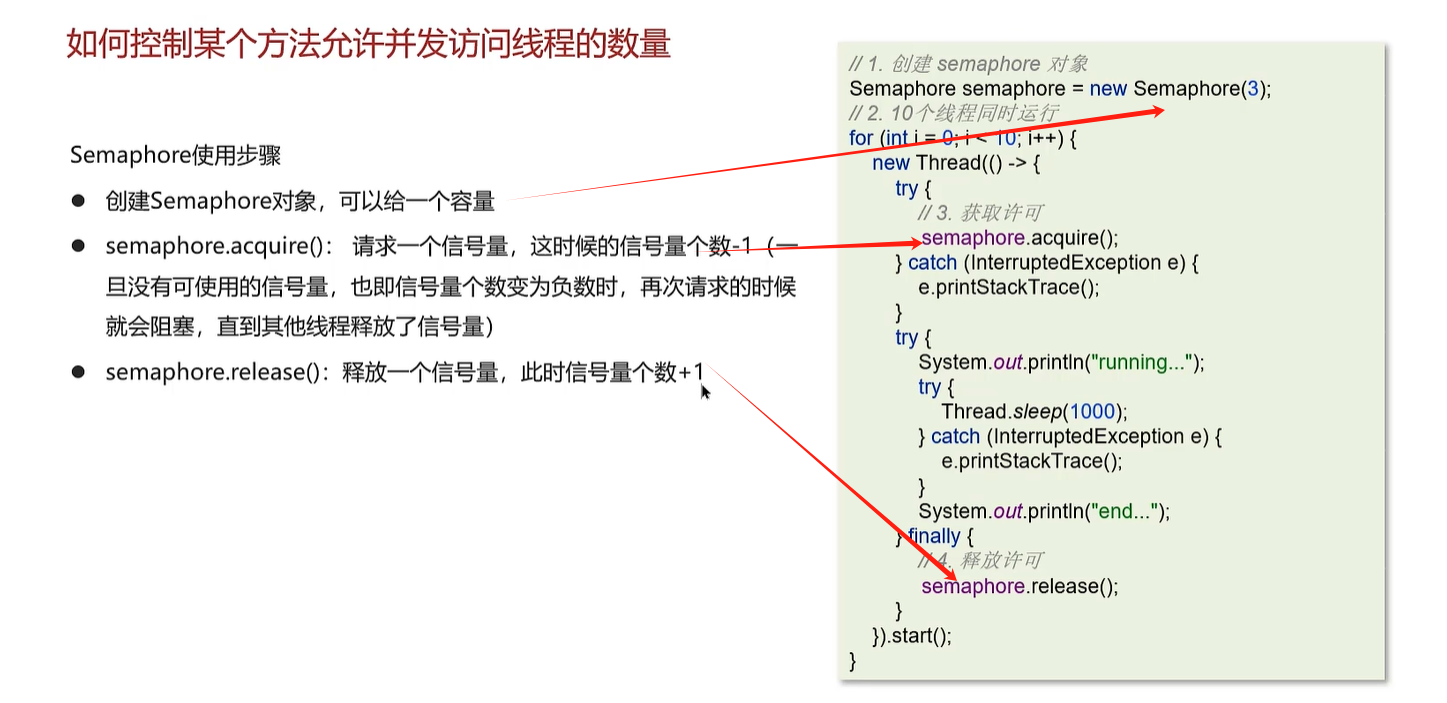 如何控制某个方法允许并发访问线程的数量
Semaphore使用步骤
● 创建Semaphore对象，可以给一个容量
● semaphore.acquire()： 请求一个信号量，这时候的信号量个数-1（一
旦没有可使用的信号量，也即信号量个数变为负数时，再次请求的时候
就会阻塞，直到其他线程释放了信号量）
● semaphore.release()：释放一个信号量，此时信号量个数+1
// 1. 创建 semaphore 对象
Semaphore semaphore = new Semaphore(3);
// 2. 10个线程同时运行
for (int i = 0; i < 10; i++) {
    new Thread(() -> {
        try {
            // 3. 获取许可
            semaphore.acquire();
        } catch (InterruptedException e) {
            e.printStackTrace();
        }
        try {
            System.out.println("running...");
            try {
                Thread.sleep(1000);
            } catch (InterruptedException e) {
                e.printStackTrace();
            }
            System.out.println("end...");
        } finally {
            // 4. 释放许可
            semaphore.release();
        }
    }).start();
}